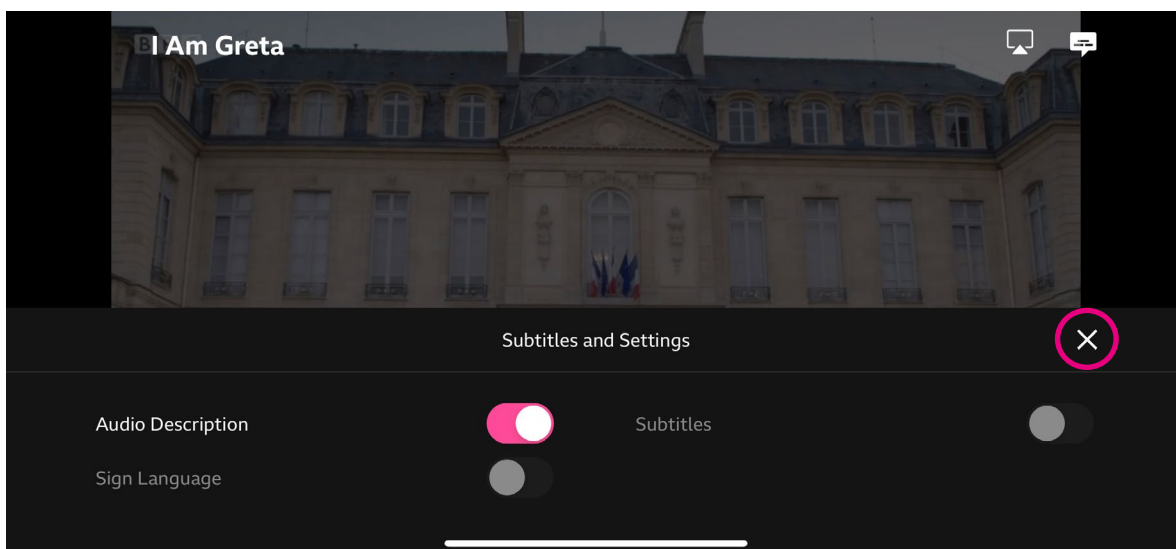 I Am Greta
Subtitles and Settings
Audio Description
Subtitles
Sign Language